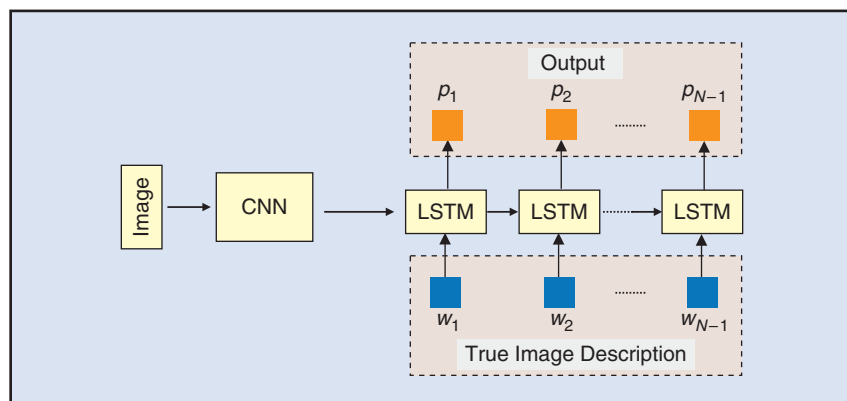 Output
p1 p2 pN−1
.........
Image
CNN
LSTM LSTM ....... LSTM
.........
w1 w2 wN−1
True Image Description